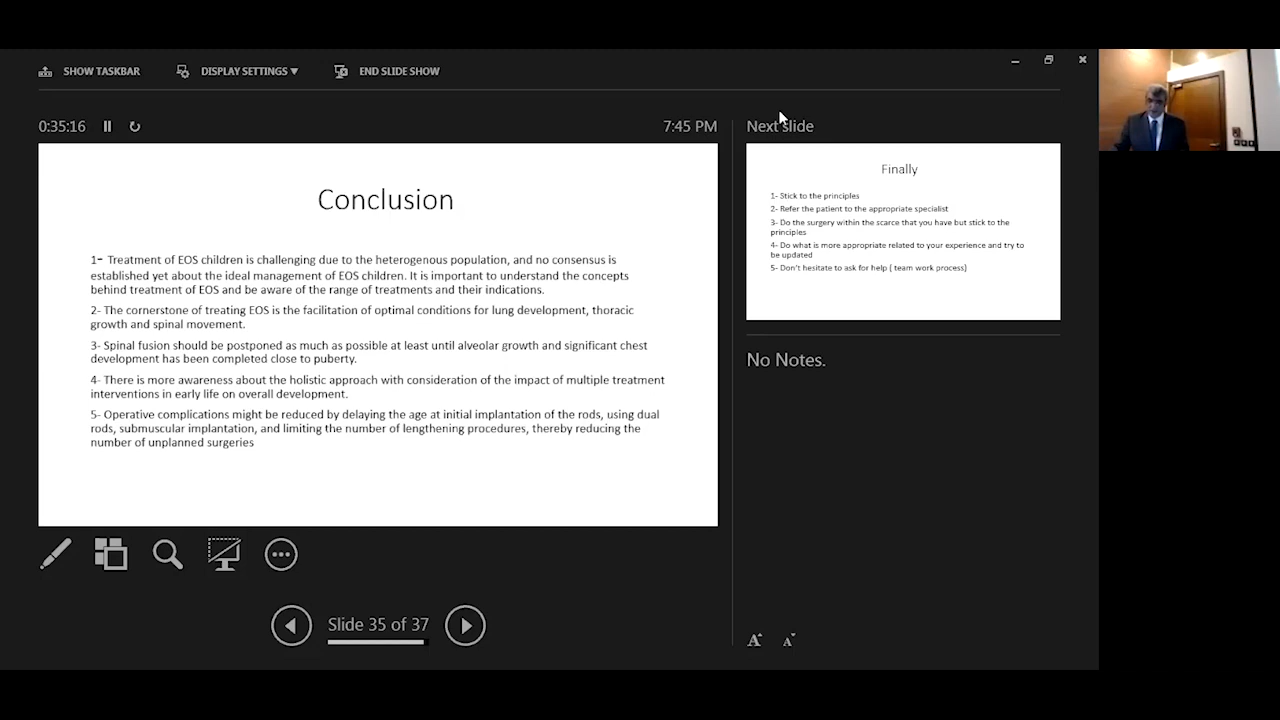 SHOW TASKBAR
DISPLAY SETTINGS ▼
END SLIDE SHOW
0:35:16
7:45 PM
Conclusion
1- Treatment of EOS children is challenging due to the heterogenous population, and no consensus is
established yet about the ideal management of EOS children. It is important to understand the concepts
behind treatment of EOS and be aware of the range of treatments and their indications.
2- The cornerstone of treating EOS is the facilitation of optimal conditions for lung development, thoracic
growth and spinal movement.
3- Spinal fusion should be postponed as much as possible at least until alveolar growth and significant chest
development has been completed close to puberty.
4- There is more awareness about the holistic approach with consideration of the impact of multiple treatment
interventions in early life on overall development.
5- Operative complications might be reduced by delaying the age at initial implantation of the rods, using dual
rods, submuscular implantation, and limiting the number of lengthening procedures, thereby reducing the
number of unplanned surgeries
Slide 35 of 37
Next slide
Finally
1- Stick to the principles
2- Refer the patient to the appropriate specialist
3- Do the surgery within the scarce that you have but stick to the
principles
4- Do what is more appropriate related to your experience and try to
be updated
5- Don't hesitate to ask for help ( team work process)
No Notes.
A A